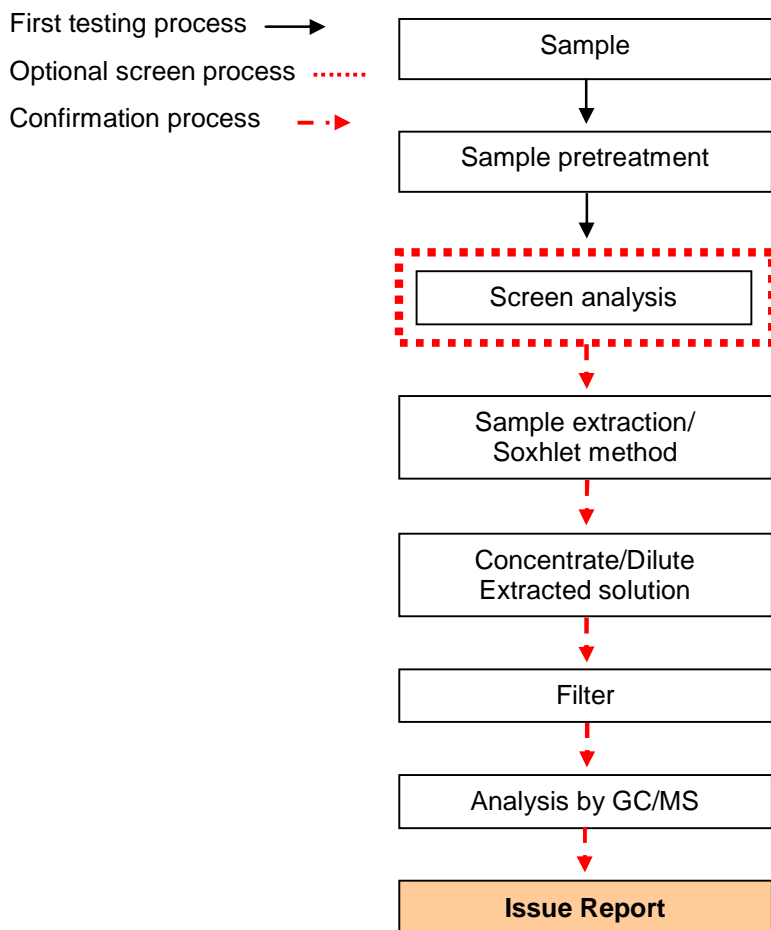 First testing process
Optional screen process
Confirmation process
Sample
Sample pretreatment
Screen analysis
Sample extraction/
Soxhlet method
Concentrate/Dilute
Extracted solution
Filter
Analysis by GC/MS
Issue Report